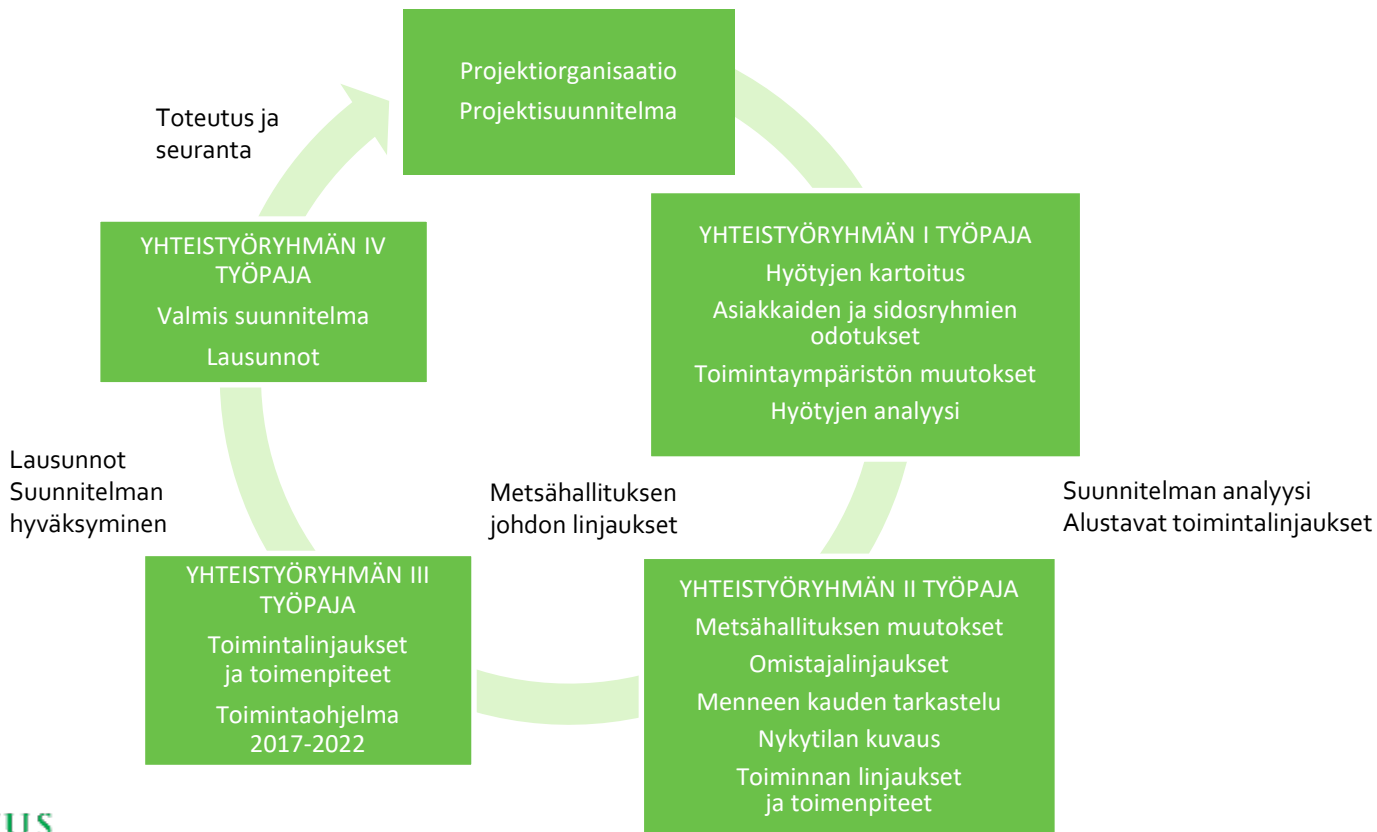 Projektiorganisaatio
Projektisuunnitelma
Toteutus ja
seuranta
YHTEISTYÖRYHMÄN I TYÖPAJA
Hyötyjen kartoitus
Asiakkaiden ja sidosryhmien
odotukset
Toimintaympäristön muutokset
Hyötyjen analyysi
YHTEISTYÖRYHMÄN IV
TYÖPAJA
Valmis suunnitelma
Lausunnot
Lausunnot
Suunnitelman
hyväksyminen
Metsähallituksen
johdon linjaukset
Suunnitelman analyysi
Alustavat toimintalinjaukset
YHTEISTYÖRYHMÄN III
TYÖPAJA
Toimintalinjaukset
ja toimenpiteet
Toimintaohjelma
2017-2022
YHTEISTYÖRYHMÄN II TYÖPAJA
Metsähallituksen muutokset
Omistajalinjaukset
Menneen kauden tarkastelu
Nykytilan kuvaus
Toiminnan linjaukset
ja toimenpiteet